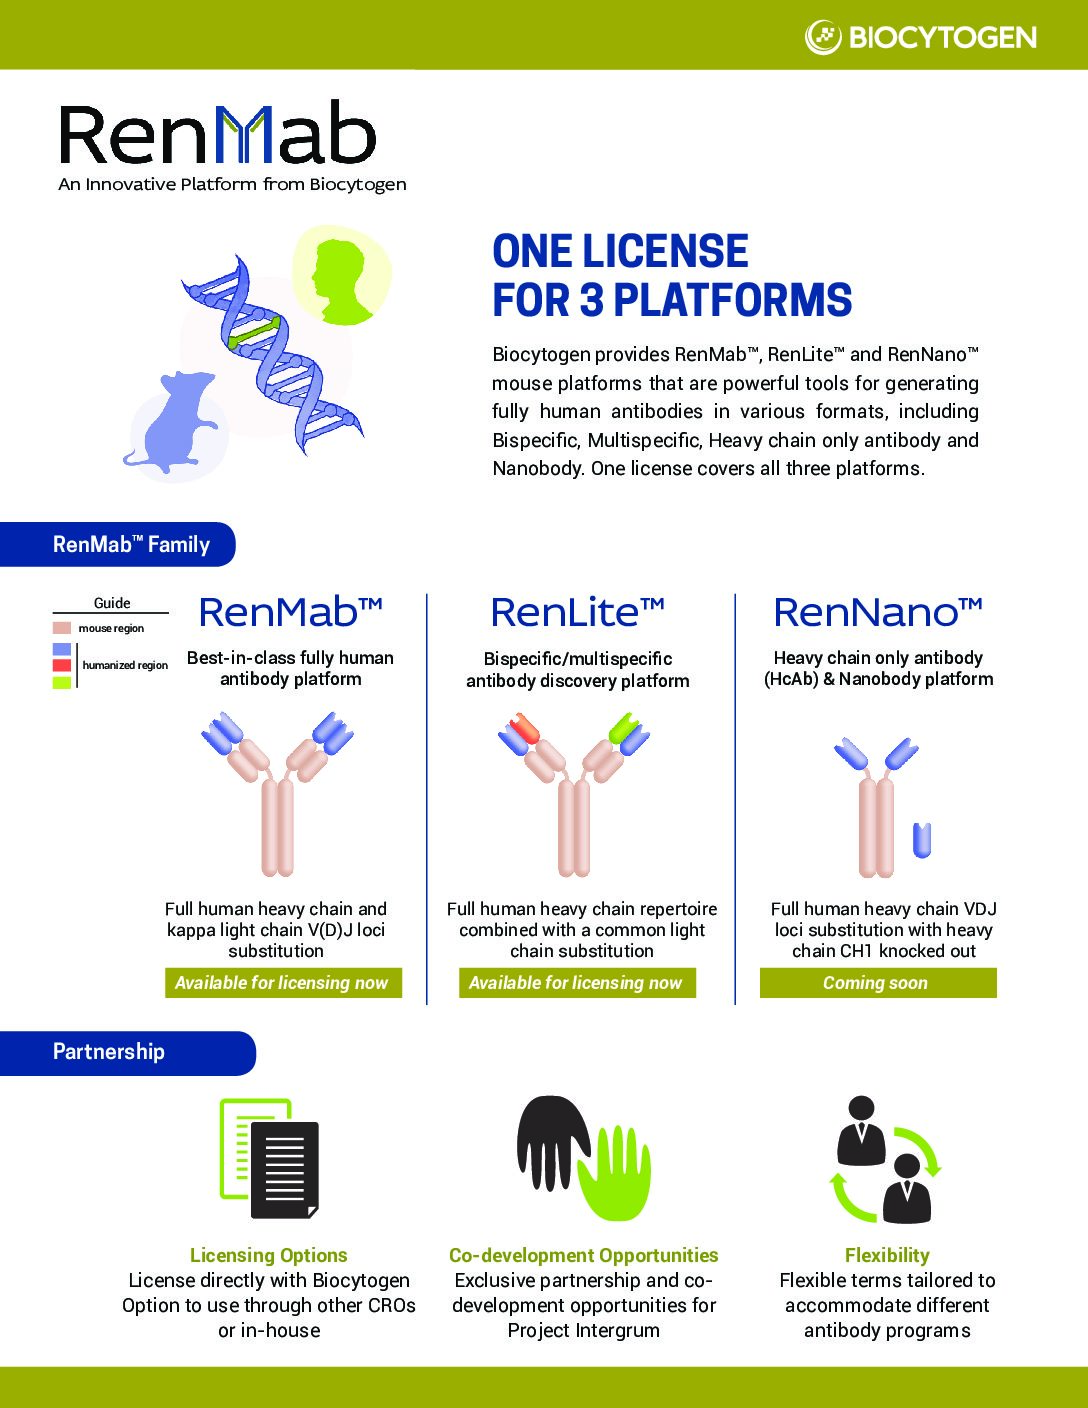 BIOCYTOGEN
RenMab
An Innovative Platform from Biocytogen
ONE LICENSE
FOR 3 PLATFORMS
Biocytogen provides RenMab™, RenLite™ and RenNano™
mouse platforms that are powerful tools for generating
fully human antibodies in various formats, including
Bispecific, Multispecific, Heavy chain only antibody and
Nanobody. One license covers all three platforms.
RenMab™ Family
Guide
mouse region
humanized region
RenMab™
Best-in-class fully human
antibody platform
Full human heavy chain and
kappa light chain V(D)J loci
substitution
Available for licensing now
RenLite™
Bispecific/multispecific
antibody discovery platform
Full human heavy chain repertoire
combined with a common light
chain substitution
Available for licensing now
RenNano™
Heavy chain only antibody
(HcAb) & Nanobody platform
Full human heavy chain VDJ
loci substitution with heavy
chain CH1 knocked out
Coming soon
Partnership
Licensing Options
License directly with Biocytogen
Option to use through other CROs
or in-house
Co-development Opportunities
Exclusive partnership and co-
development opportunities for
Project Intergrum
Flexibility
Flexible terms tailored to
accommodate different
antibody programs